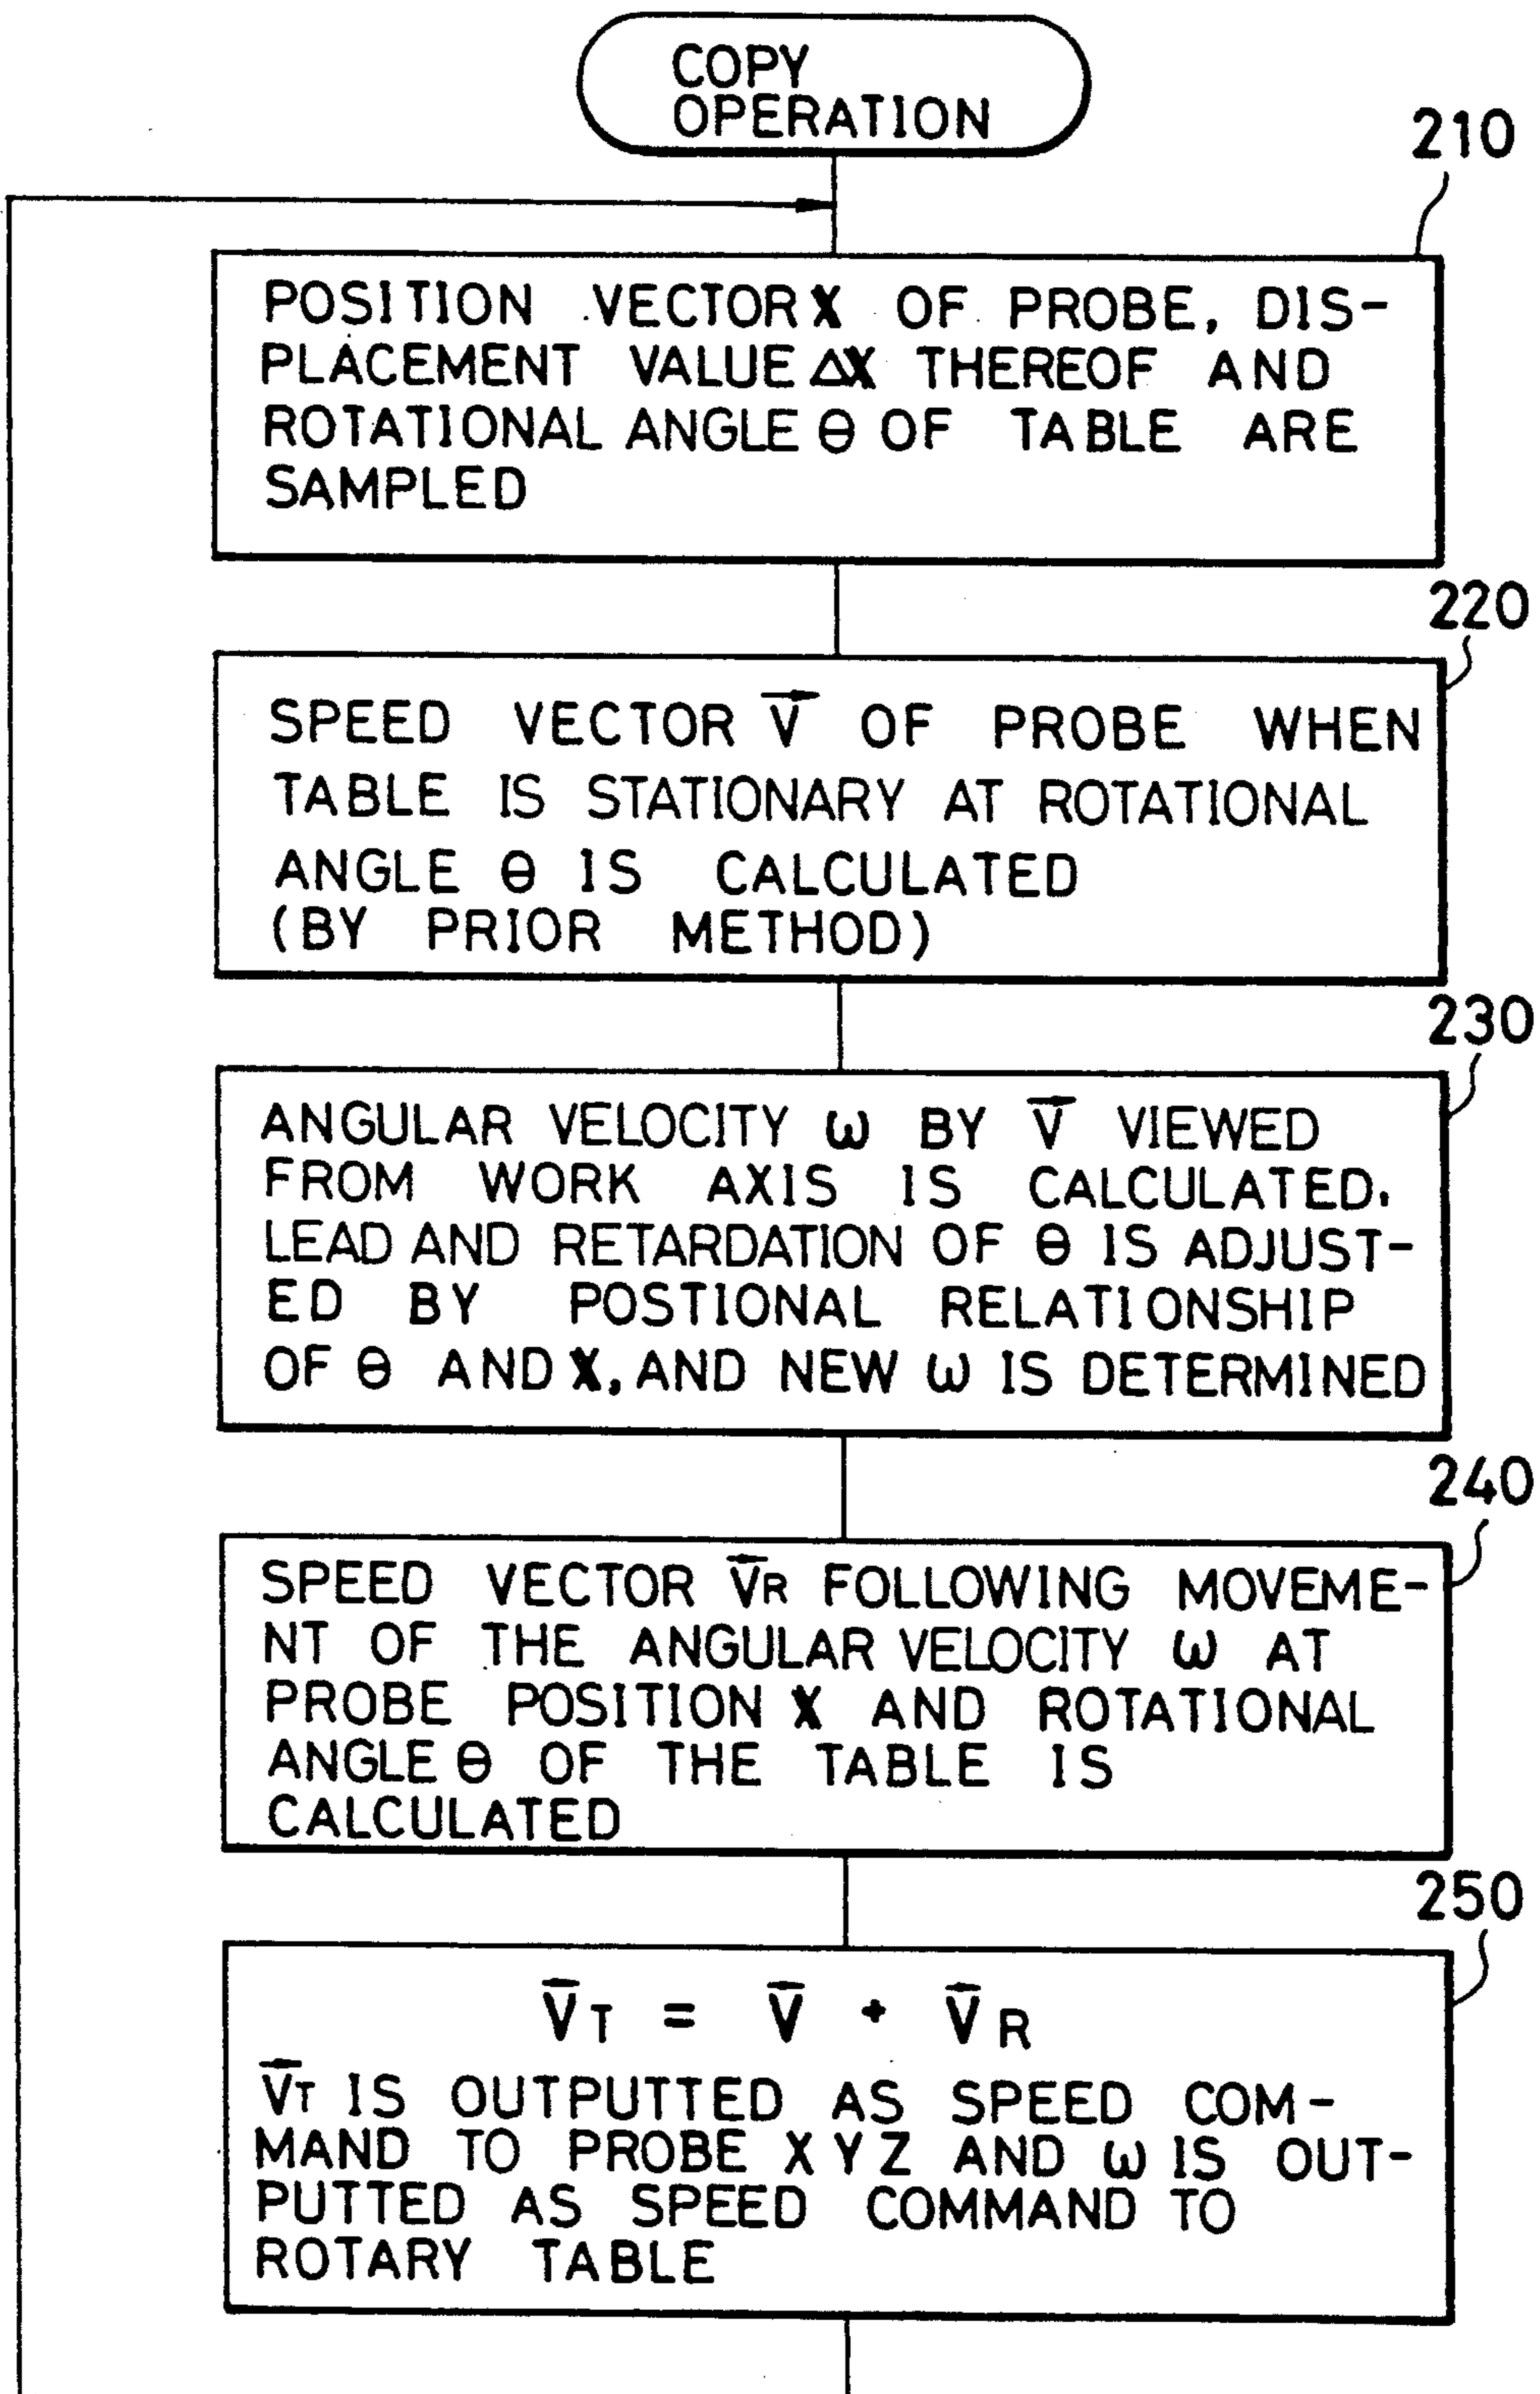 COPY
OPERATION
210
POSITION VECTOR X OF PROBE, DIS-
PLACEMENT VALUE ΔX THEREOF AND
ROTATIONAL ANGLE θ OF TABLE ARE
SAMPLED
220
SPEED VECTOR V⃗ OF PROBE WHEN
TABLE IS STATIONARY AT ROTATIONAL
ANGLE θ IS CALCULATED
(BY PRIOR METHOD)
230
ANGULAR VELOCITY ω BY V⃗ VIEWED
FROM WORK AXIS IS CALCULATED.
LEAD AND RETARDATION OF θ IS ADJUST-
ED BY POSTIONAL RELATIONSHIP
OF θ AND X, AND NEW ω IS DETERMINED
240
SPEED VECTOR V⃗R FOLLOWING MOVEME-
NT OF THE ANGULAR VELOCITY ω AT
PROBE POSITION X AND ROTATIONAL
ANGLE θ OF THE TABLE IS
CALCULATED
250
V⃗T = V⃗ + V⃗R
V⃗T IS OUTPUTTED AS SPEED COM-
MAND TO PROBE XYZ AND ω IS OUT-
PUTTED AS SPEED COMMAND TO
ROTARY TABLE